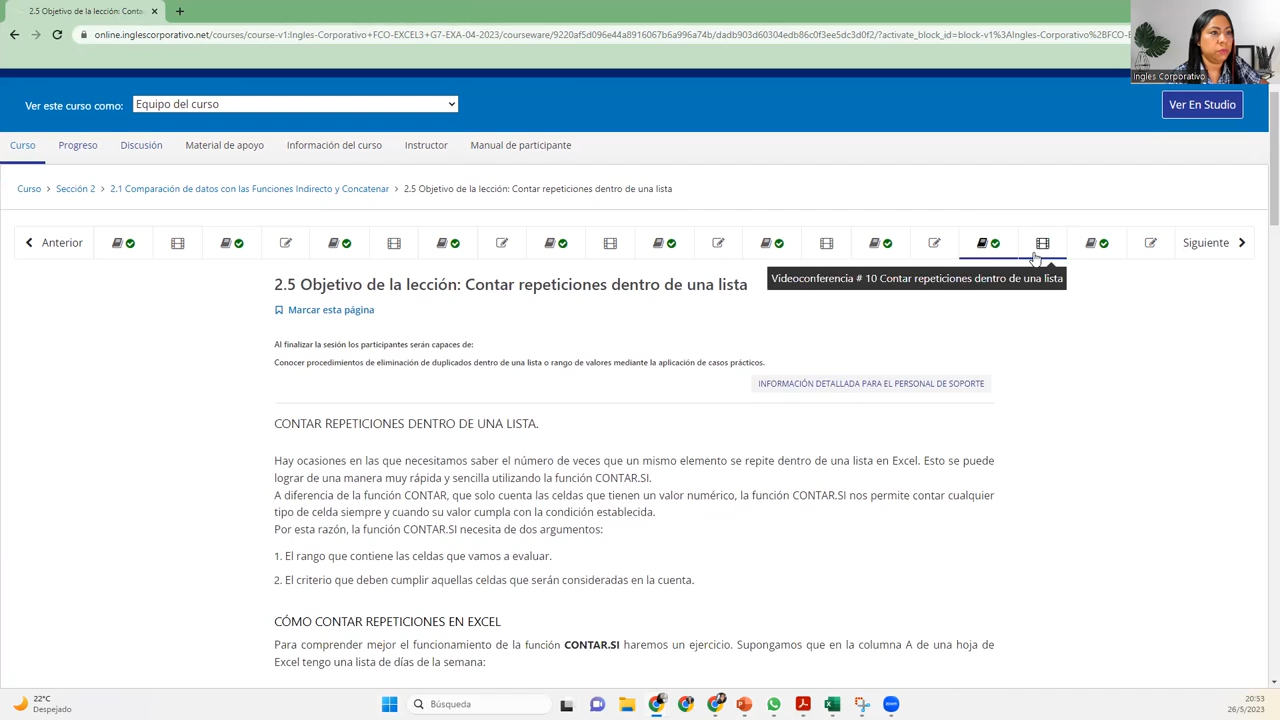 2.5 Objetivo de la lección: Conta
online.inglescorporativo.net/courses/course-v1:Ingles-Corporativo+FCO-EXCEL3+G7-EXA-04-2023/courseware/9220af5d096e44a8916067b6a996a74b/dadb903d60304edb86c0f3ee5dc3d0f2/?activate_block_id=block-v1%3AIngles-Corporativo%2BFCO-E
Ingles Corporativo
Ver este curso como:
Equipo del curso
Ver En Studio
Curso
Progreso
Discusión
Material de apoyo
Información del curso
Instructor
Manual de participante
Curso > Sección 2 > 2.1 Comparación de datos con las Funciones Indirecto y Concatenar > 2.5 Objetivo de la lección: Contar repeticiones dentro de una lista
Anterior
Siguiente
Videoconferencia # 10 Contar repeticiones dentro de una lista
2.5 Objetivo de la lección: Contar repeticiones dentro de una lista
Marcar esta página
Al finalizar la sesión los participantes serán capaces de:
Conocer procedimientos de eliminación de duplicados dentro de una lista o rango de valores mediante la aplicación de casos prácticos.
INFORMACIÓN DETALLADA PARA EL PERSONAL DE SOPORTE
CONTAR REPETICIONES DENTRO DE UNA LISTA.
Hay ocasiones en las que necesitamos saber el número de veces que un mismo elemento se repite dentro de una lista en Excel. Esto se puede
lograr de una manera muy rápida y sencilla utilizando la función CONTAR.SI.
A diferencia de la función CONTAR, que solo cuenta las celdas que tienen un valor numérico, la función CONTAR.SI nos permite contar cualquier
tipo de celda siempre y cuando su valor cumpla con la condición establecida.
Por esta razón, la función CONTAR.SI necesita de dos argumentos:
1. El rango que contiene las celdas que vamos a evaluar.
2. El criterio que deben cumplir aquellas celdas que serán consideradas en la cuenta.
CÓMO CONTAR REPETICIONES EN EXCEL
Para comprender mejor el funcionamiento de la función CONTAR.SI haremos un ejercicio. Supongamos que en la columna A de una hoja de
Excel tengo una lista de días de la semana:
22°C
Despejado
Búsqueda
zoom
20:53
26/5/2023